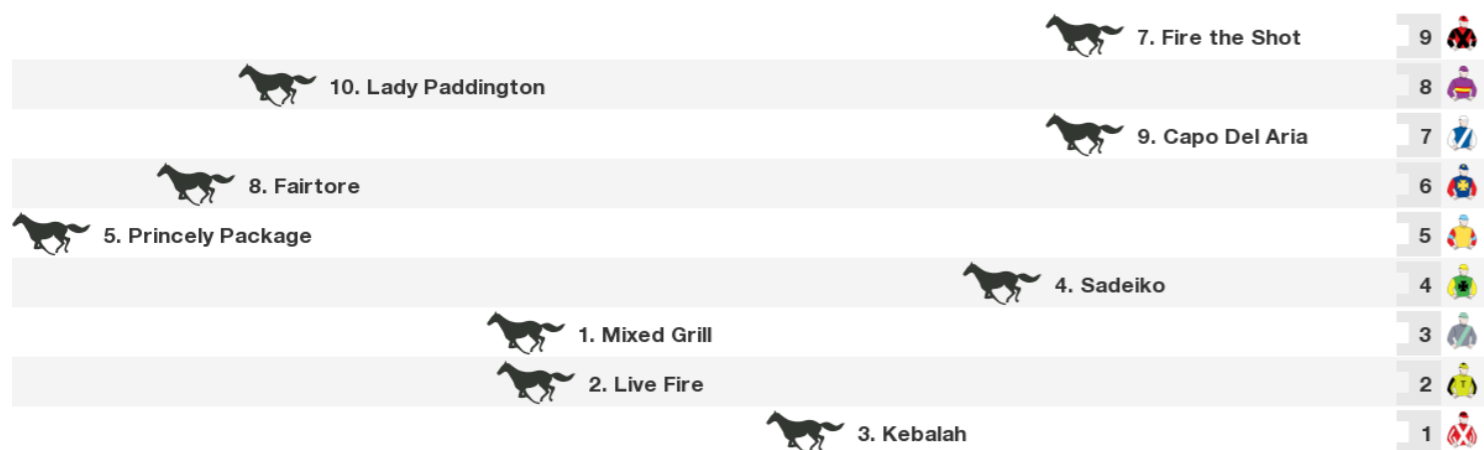 7. Fire the Shot 9
10. Lady Paddington 8
9. Capo Del Aria 7
8. Fairtore 6
5. Princely Package 5
4. Sadeiko 4
1. Mixed Grill 3
2. Live Fire 2 T
3. Kebalah 1